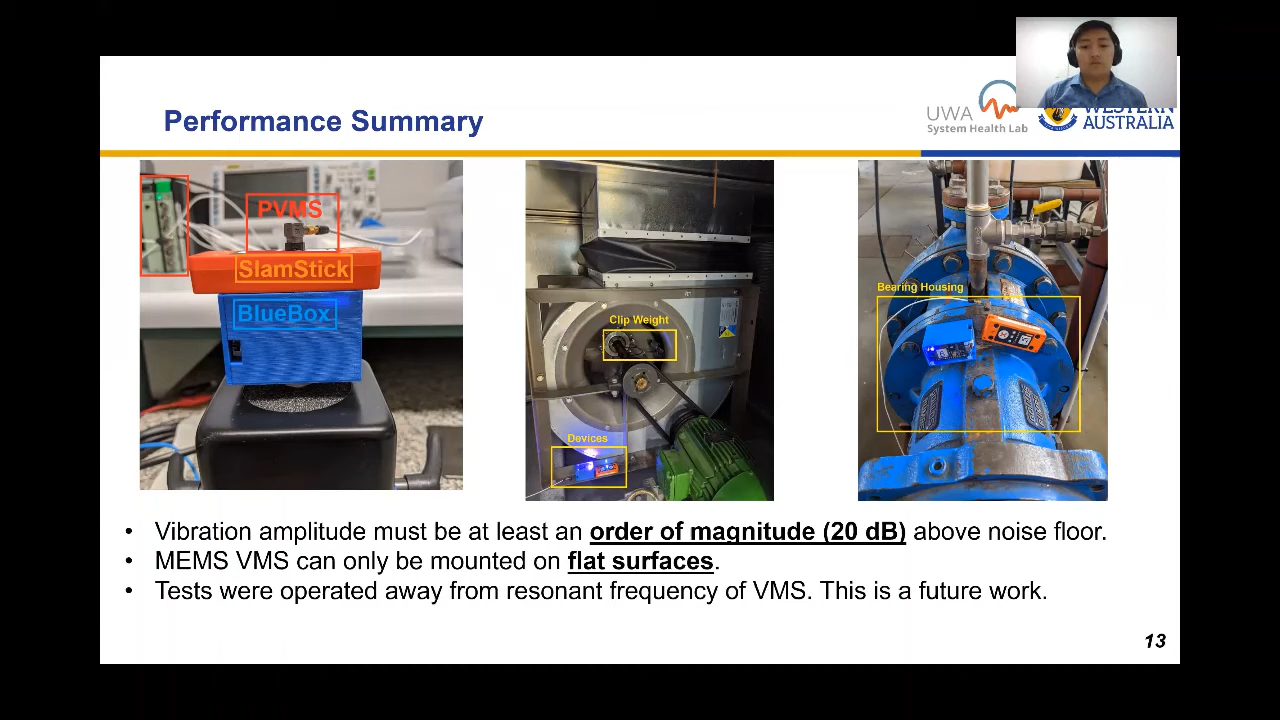 Performance Summary
UWA
System Health Lab
WESTERN
AUSTRALIA
PVMS
SlamStick
BlueBox
Clip Weight
Devices
Bearing Housing
• Vibration amplitude must be at least an order of magnitude (20 dB) above noise floor.
• MEMS VMS can only be mounted on flat surfaces.
• Tests were operated away from resonant frequency of VMS. This is a future work.
13